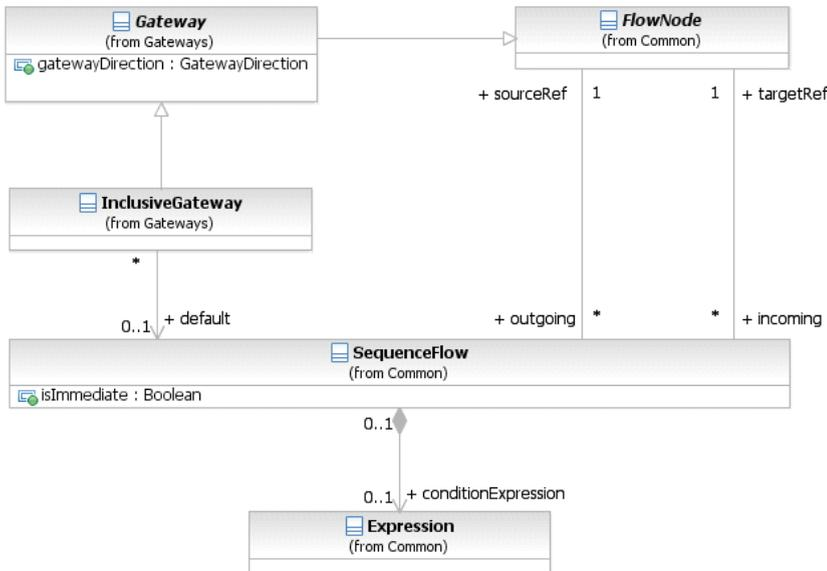 Gateway
(from Gateways)
gatewayDirection : GatewayDirection
FlowNode
(from Common)
+ sourceRef
1
1
+ targetRef
InclusiveGateway
(from Gateways)
*
0..1
+ default
+ outgoing
*
*
+ incoming
SequenceFlow
(from Common)
isImmediate : Boolean
0..1
0..1
+ conditionExpression
Expression
(from Common)